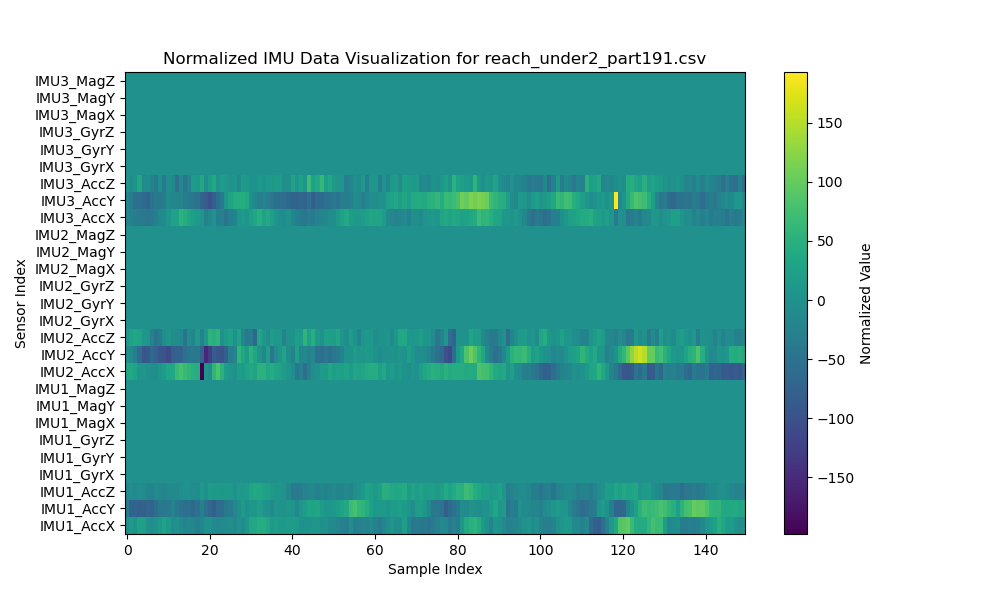 Normalized IMU Data Visualization for reach_under2_part191.csv
IMU3_MagZ
IMU3_MagY
IMU3_MagX
IMU3_GyrZ
IMU3_GyrY
IMU3_GyrX
IMU3_AccZ
IMU3_AccY
IMU3_AccX
IMU2_MagZ
IMU2_MagY
IMU2_MagX
IMU2_GyrZ
IMU2_GyrY
IMU2_GyrX
IMU2_AccZ
IMU2_AccY
IMU2_AccX
IMU1_MagZ
IMU1_MagY
IMU1_MagX
IMU1_GyrZ
IMU1_GyrY
IMU1_GyrX
IMU1_AccZ
IMU1_AccY
IMU1_AccX
Sensor Index
0 20 40 60 80 100 120 140
Sample Index
150
100
50
0
−50
−100
−150
Normalized Value